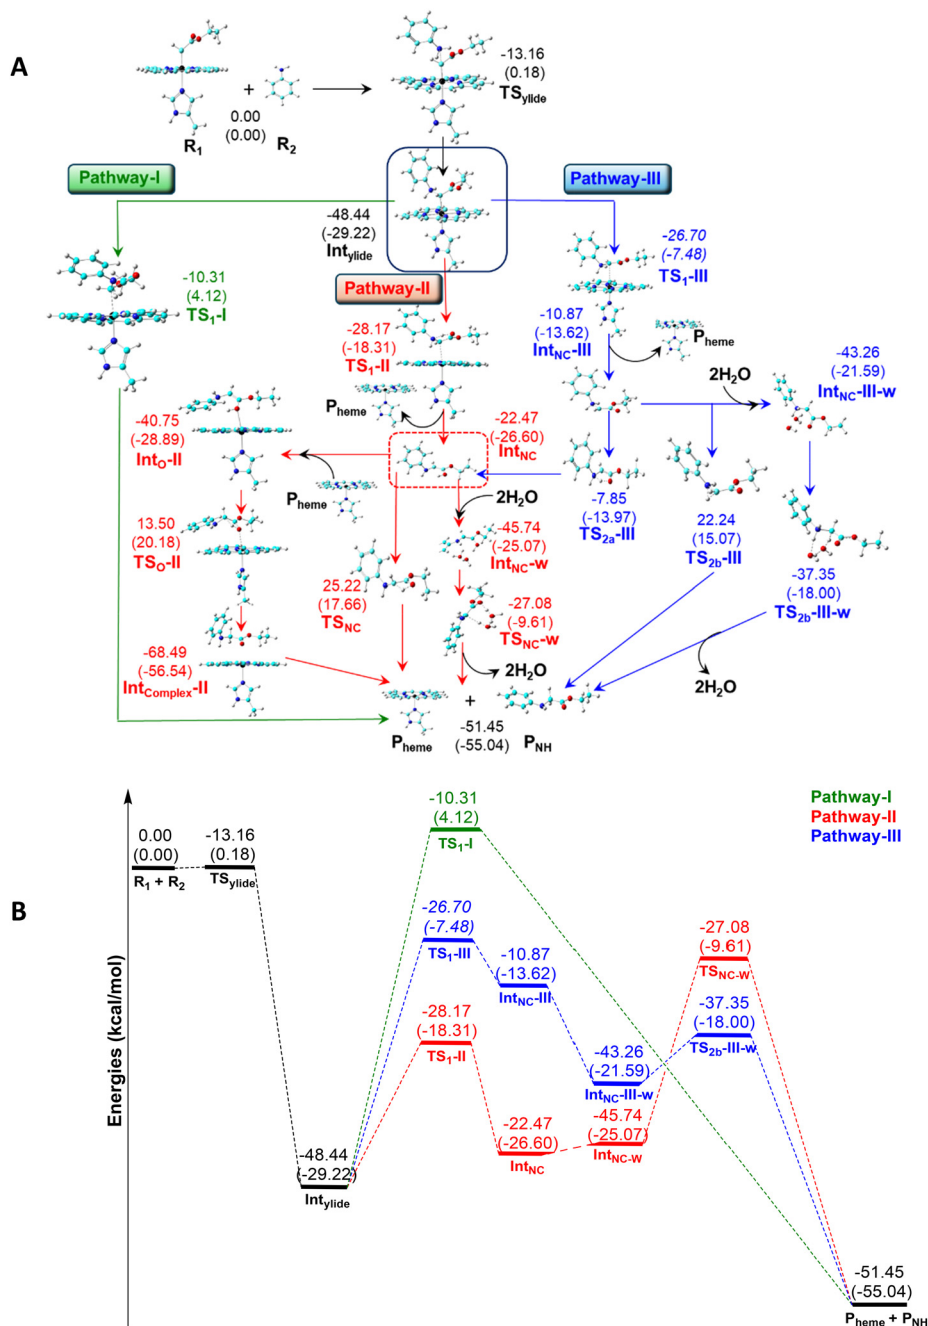 A
-13.16
(0.18)
TSylide
+
0.00
(0.00)
R1
R2
Pathway-I
Pathway-III
-48.44
(-29.22)
Intylide
-26.70
(-7.48)
TS1-III
-10.31
(4.12)
TS1-I
Pathway-II
-28.17
(-18.31)
TS1-II
-10.87
(-13.62)
IntNC-III
Pheme
-43.26
(-21.59)
IntNC-III-w
2H2O
Pheme
-40.75
(-28.89)
IntO-II
-22.47
(-26.60)
IntNC
Pheme
2H2O
-7.85
(-13.97)
TS2a-III
22.24
(15.07)
TS2b-III
13.50
(20.18)
TSO-II
-45.74
(-25.07)
IntNC-w
25.22
(17.66)
TSNC
-27.08
(-9.61)
TSNC-w
-37.35
(-18.00)
TS2b-III-w
-68.49
(-56.54)
IntComplex-II
2H2O
2H2O
+
Pheme
-51.45
(-55.04)
PNH
B
Energies (kcal/mol)
Pathway-I
Pathway-II
Pathway-III
0.00
(0.00)
R1 + R2
-13.16
(0.18)
TSylide
-10.31
(4.12)
TS1-I
-26.70
(-7.48)
TS1-III
-10.87
(-13.62)
IntNC-III
-27.08
(-9.61)
TSNC-W
-28.17
(-18.31)
TS1-II
-37.35
(-18.00)
TS2b-III-w
-43.26
(-21.59)
IntNC-III-w
-22.47
(-26.60)
IntNC
-45.74
(-25.07)
IntNC-W
-48.44
(-29.22)
Intylide
-51.45
(-55.04)
Pheme + PNH